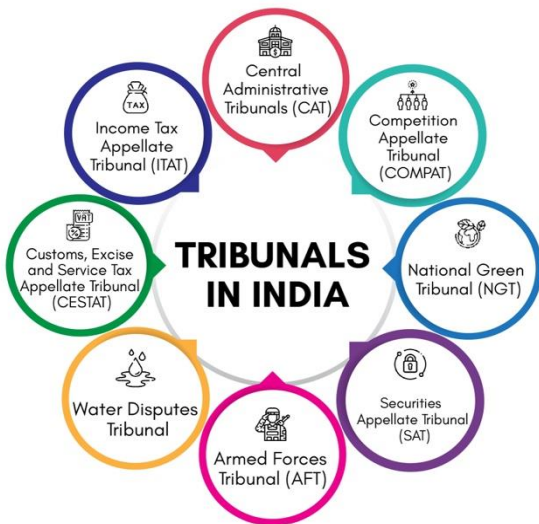 TRIBUNALS
IN INDIA
Central
Administrative
Tribunals (CAT)
Competition
Appellate
Tribunal
(COMPAT)
National Green
Tribunal (NGT)
Securities
Appellate Tribunal
(SAT)
Armed Forces
Tribunal (AFT)
Water Disputes
Tribunal
VAT
Customs, Excise
and Service Tax
Appellate Tribunal
(CESTAT)
TAX
Income Tax
Appellate
Tribunal (ITAT)